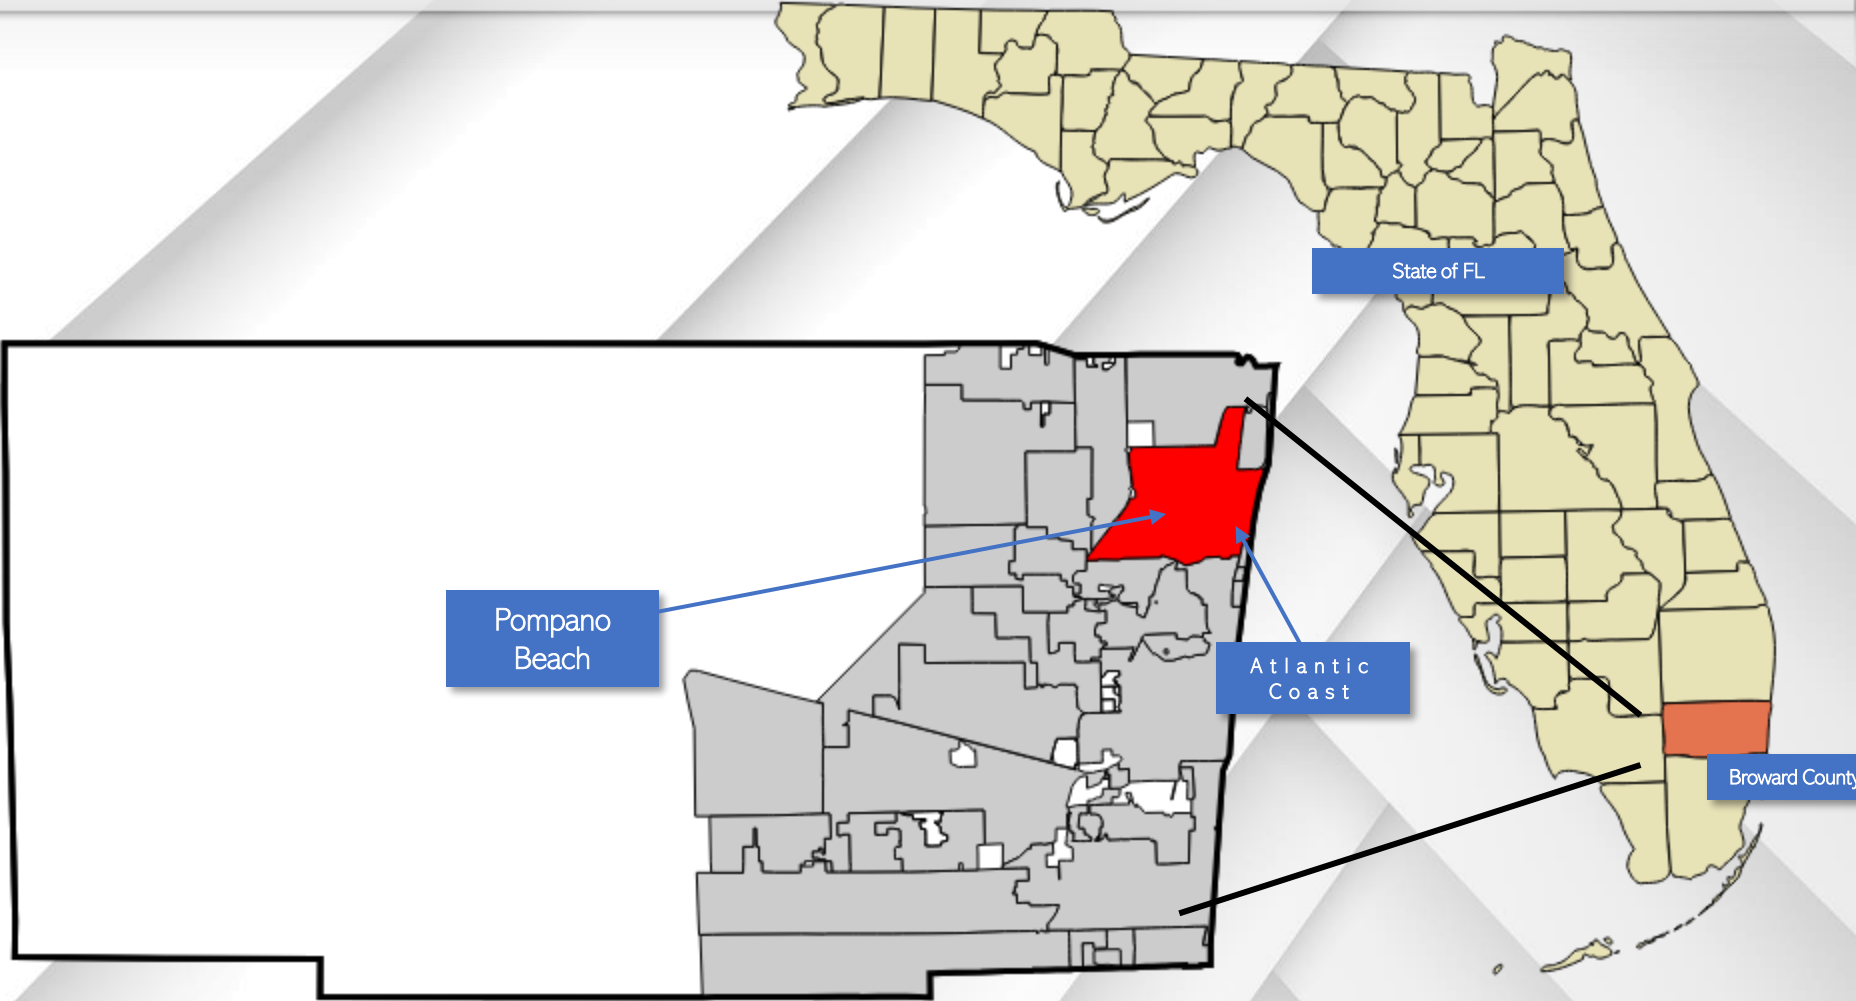 State of FL
Pompano
Beach
Atlantic
Coast
Broward County